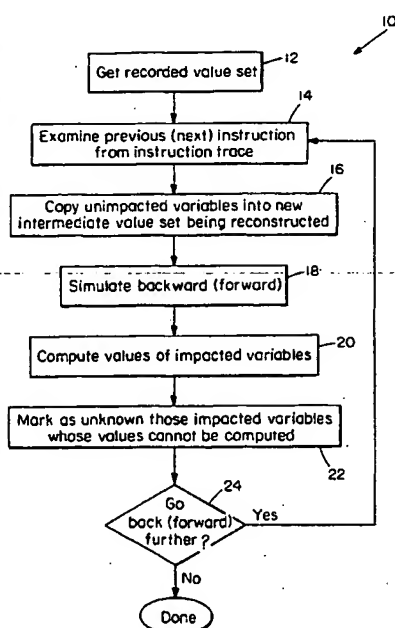 10
12
Get recorded value set
14
Examine previous (next) instruction
from instruction trace
16
Copy unimpacted variables into new
intermediate value set being reconstructed
18
Simulate backward (forward)
20
Compute values of impacted variables
Mark as unknown those impacted variables
whose values cannot be computed
22
24
Go
back (forward)
further?
Yes
No
Done